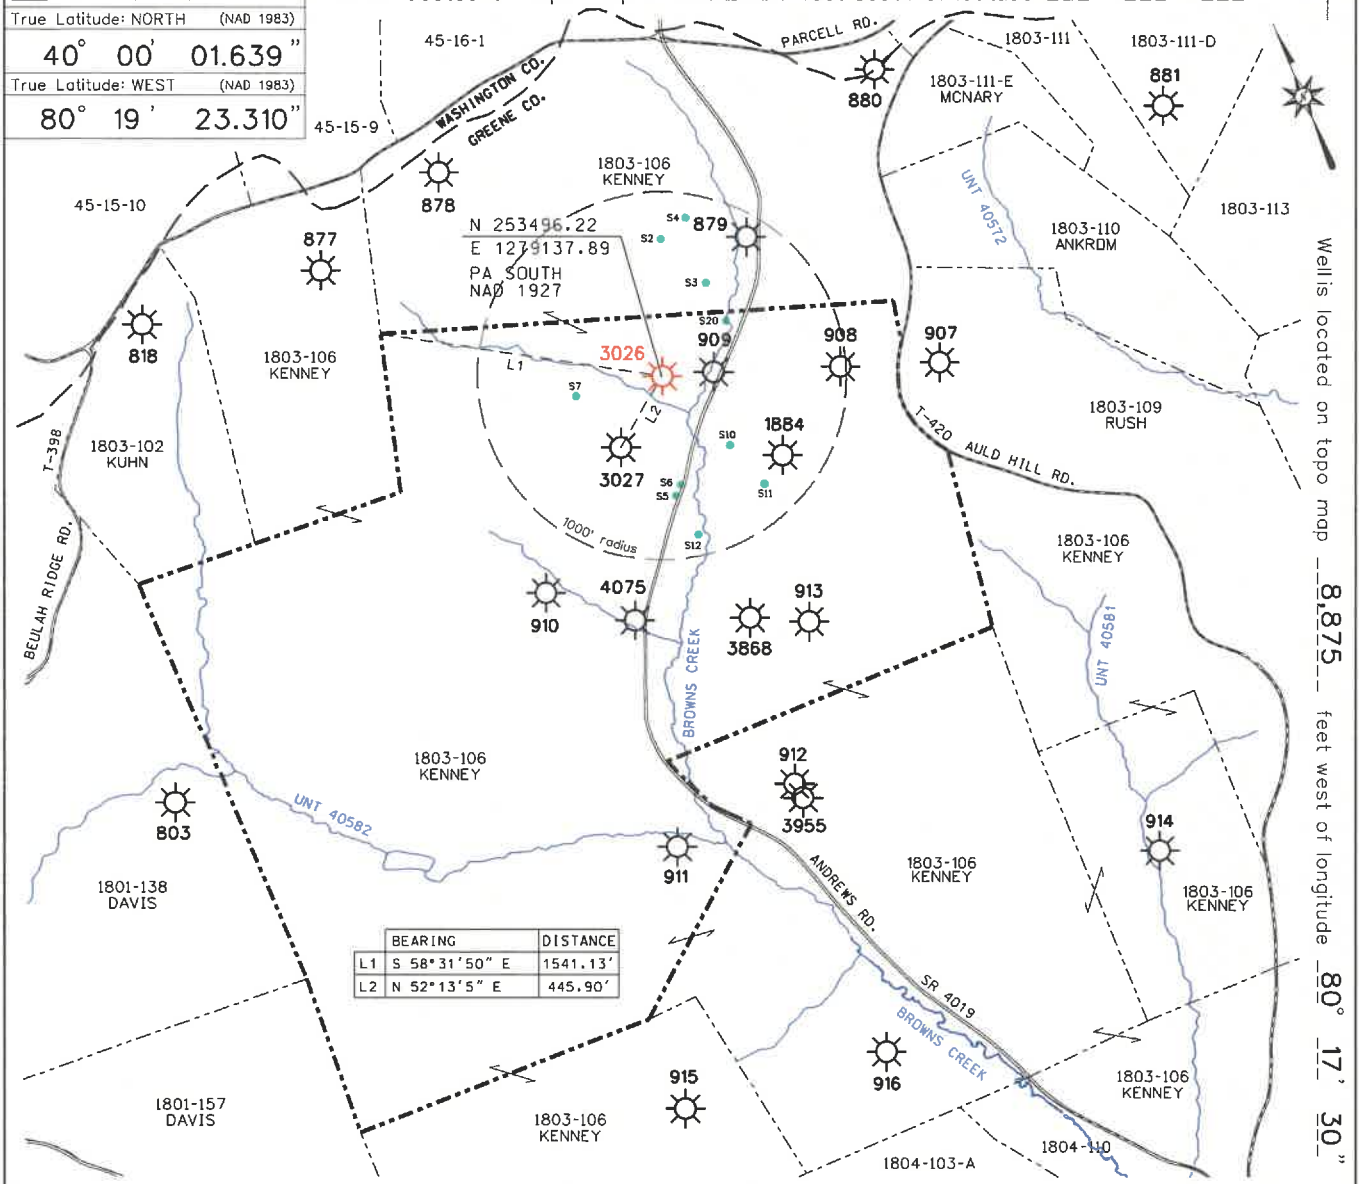 True Latitude: NORTH (NAD 1983)
40° 00' 01.639"
True Latitude: WEST (NAD 1983)
80° 19' 23.310"
45-16-1
PARCELL RD.
1803-111
1803-111-D
1803-111-E
MCNARY
881
880
WASHINGTON CO.
GREENE CO.
45-15-9
45-15-10
878
1803-106
KENNEY
UNT 40572
1803-113
1803-110
ANKROM
N 253496.22
E 1279137.89
PA SOUTH
NAD 1927
S4
S2
879
S3
S20
877
818
1803-106
KENNEY
3026
909
908
907
L1
L2
S7
1803-109
RUSH
T-420 AULD HILL RD.
T-398
1803-102
KUHN
3027
S10
1884
S6
S5
S11
S12
1000' radius
BEULAH RIDGE RD.
1803-106
KENNEY
910
4075
3868
913
BROWNS CREEK
UNT 40581
1803-106
KENNEY
912
3955
803
UNT 40582
911
914
1801-138
DAVIS
ANDREWS RD.
1803-106
KENNEY
1803-106
KENNEY
BEARING DISTANCE
L1 S 58°31'50" E 1541.13'
L2 N 52°13'5" E 445.90'
SR 4019
BROWNS CREEK
916
915
1801-157
DAVIS
1803-106
KENNEY
1803-106
KENNEY
1804-103-A
1804-110
Well is located on topo map 8,875 feet west of longitude 80° 17' 30"